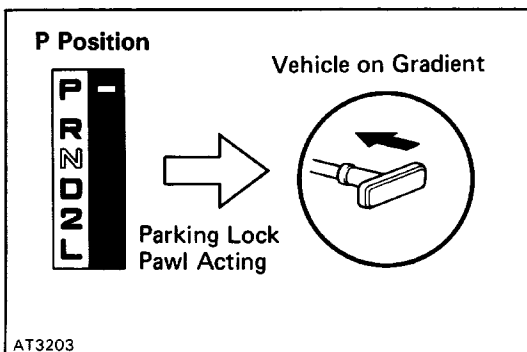 P Position
Vehicle on Gradient
P
R
N
D
2
L
Parking Lock
Pawl Acting
AT3203